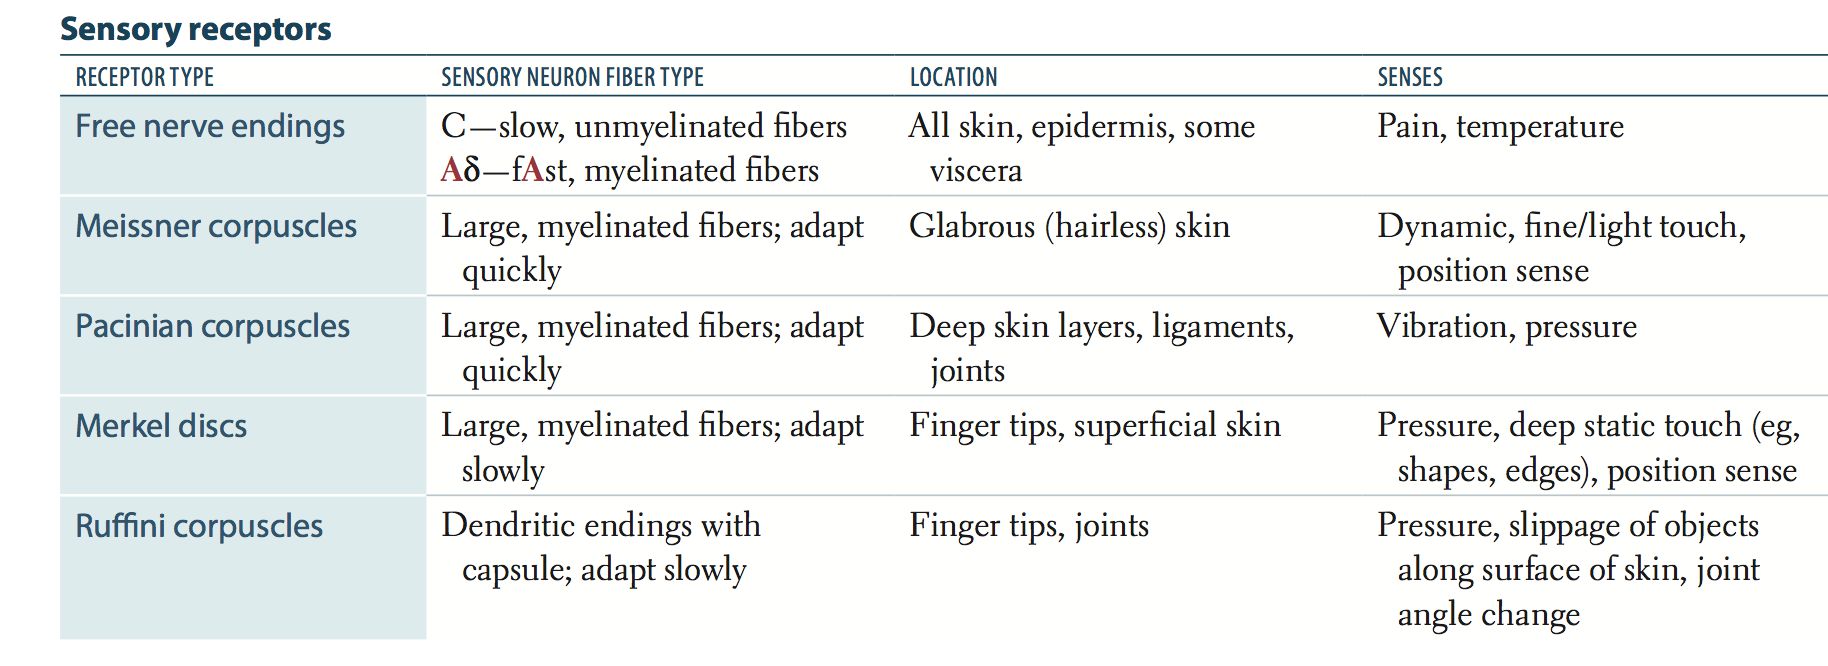 Sensory receptors
RECEPTOR TYPE SENSORY NEURON FIBER TYPE LOCATION SENSES
Free nerve endings C—slow, unmyelinated fibers All skin, epidermis, some Pain, temperature
Aδ—fAst, myelinated fibers viscera
Meissner corpuscles Large, myelinated fibers; adapt Glabrous (hairless) skin Dynamic, fine/light touch,
quickly position sense
Pacinian corpuscles Large, myelinated fibers; adapt Deep skin layers, ligaments, Vibration, pressure
quickly joints
Merkel discs Large, myelinated fibers; adapt Finger tips, superficial skin Pressure, deep static touch (eg,
slowly shapes, edges), position sense
Ruffini corpuscles Dendritic endings with Finger tips, joints Pressure, slippage of objects
capsule; adapt slowly along surface of skin, joint
angle change